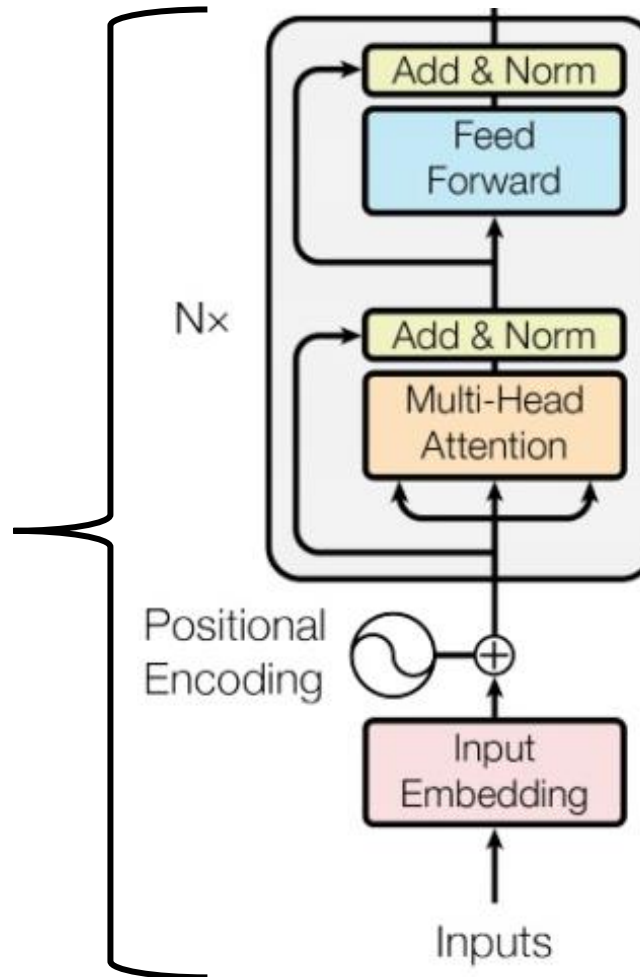 Add & Norm
Feed
Forward
N×
Add & Norm
Multi-Head
Attention
Positional
Encoding
Input
Embedding
Inputs